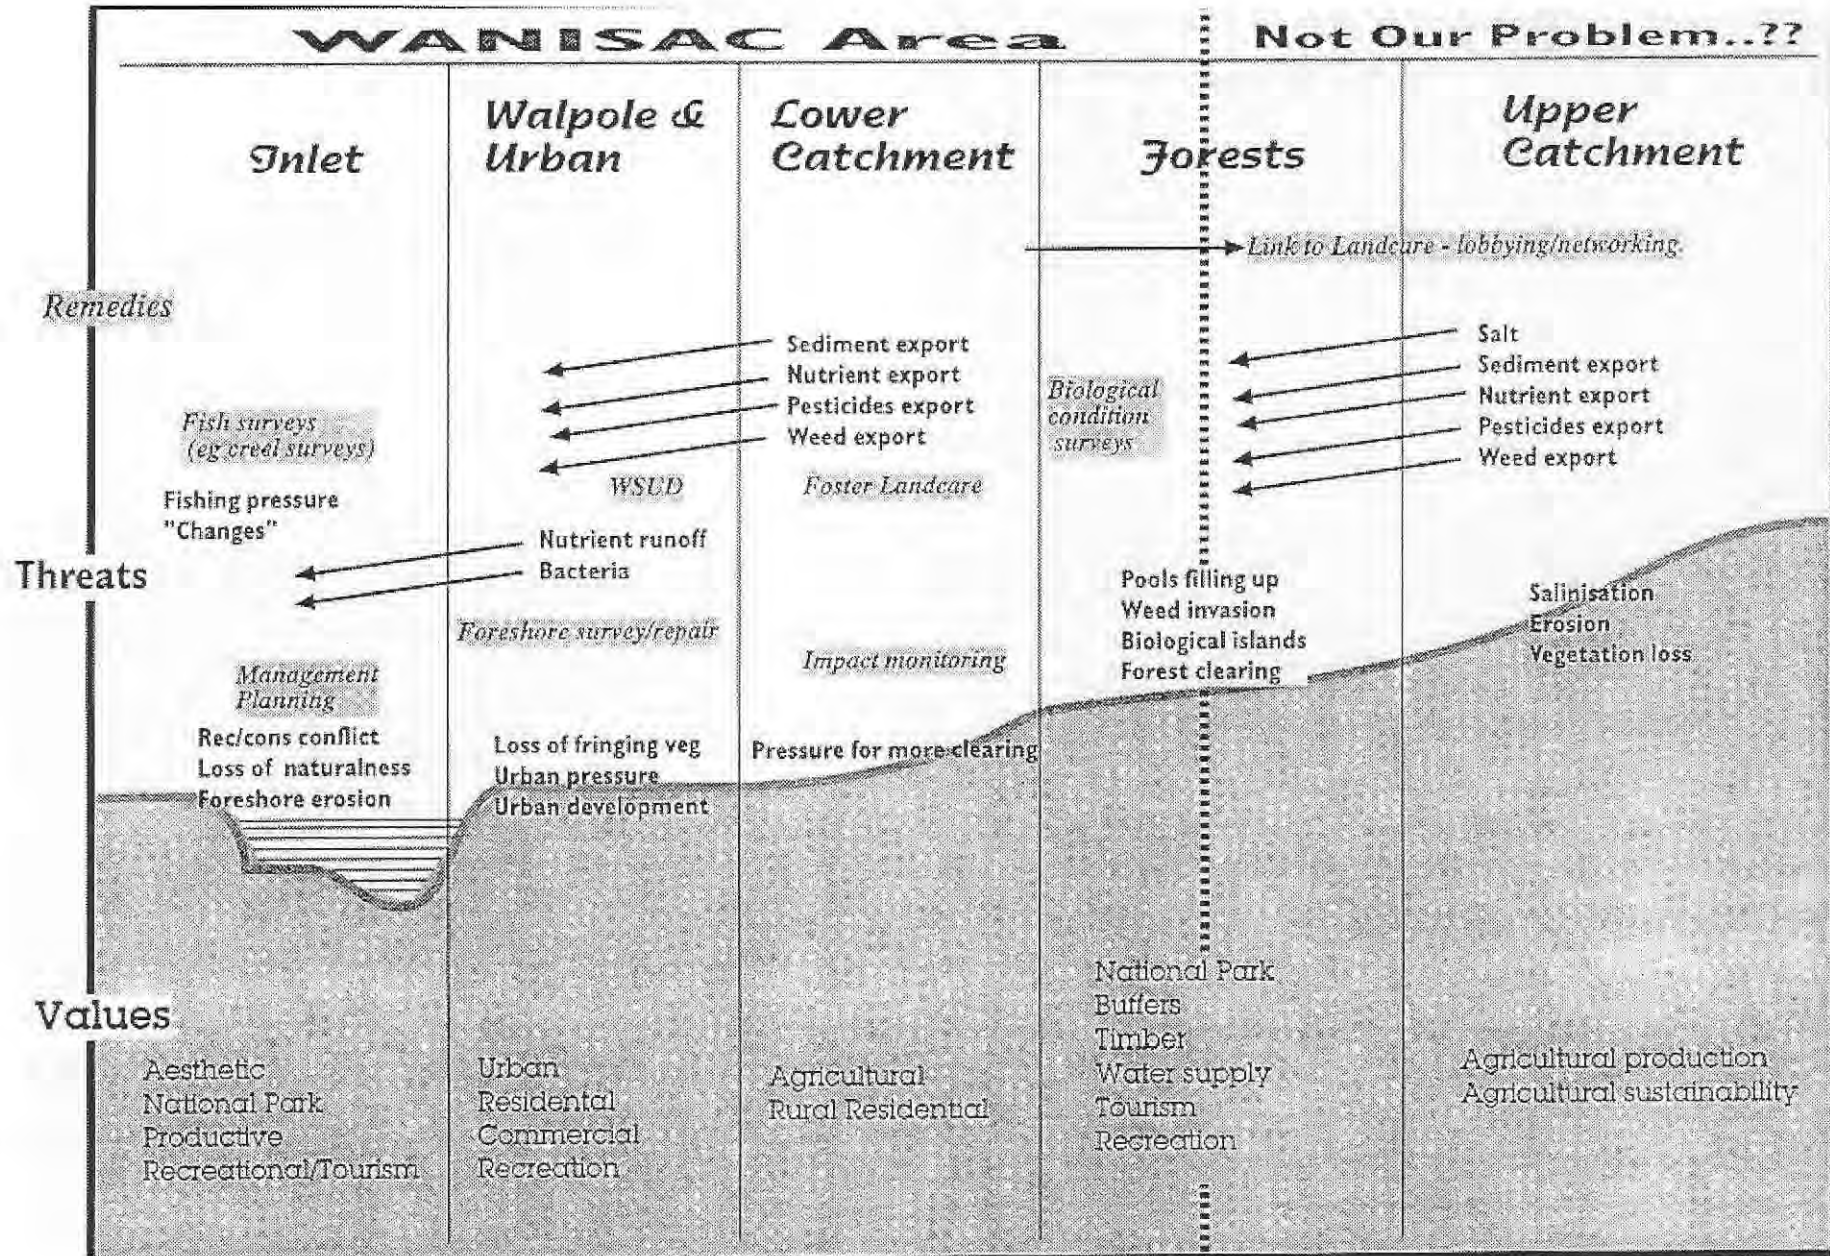 WANISAC Area
Not Our Problem..??
Inlet
Walpole &
Urban
Lower
Catchment
Forests
Upper
Catchment
Link to Landcare - lobbying/networking.
Remedies
Sediment export
Nutrient export
Pesticides export
Weed export
Salt
Sediment export
Nutrient export
Pesticides export
Weed export
Biological
condition
surveys
Fish surveys
(eg creel surveys)
WSUD
Foster Landcare
Fishing pressure
"Changes"
Nutrient runoff
Bacteria
Threats
Pools filling up
Weed invasion
Biological islands
Forest clearing
Salinisation
Erosion
Vegetation loss
Foreshore survey/repair
Impact monitoring
Management
Planning
Rec/cons conflict
Loss of naturalness
Foreshore erosion
Loss of fringing veg
Urban pressure
Urban development
Pressure for more clearing
Values
Aesthetic
National Park
Productive
Recreational/Tourism
Urban
Residental
Commercial
Recreation
Agricultural
Rural Residential
National Park
Buffers
Timber
Water supply
Tourism
Recreation
Agricultural production
Agricultural sustainability